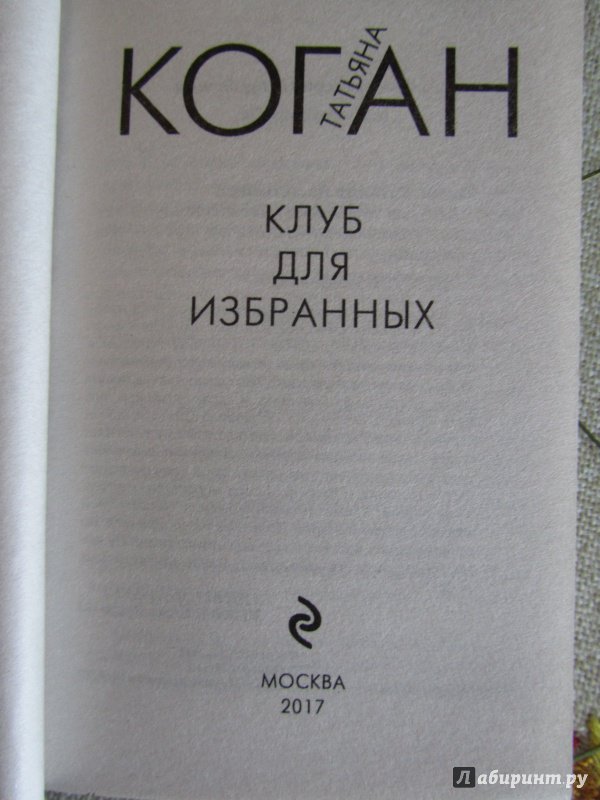 КОГАН
ТАТЬЯНА
КЛУБ
ДЛЯ
ИЗБРАННЫХ
МОСКВА
2017
Лабиринт.ру